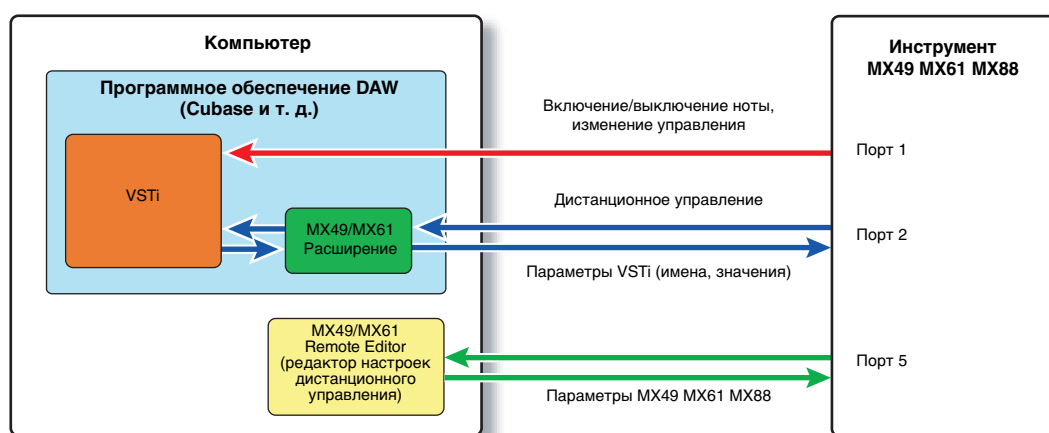 Компьютер
Программное обеспечение DAW
(Cubase и т. д.)
VSTi
MX49/MX61
Расширение
MX49/MX61
Remote Editor
(редактор настроек
дистанционного
управления)
Включение/выключение ноты,
изменение управления
Дистанционное управление
Параметры VSTi (имена, значения)
Параметры MX49 MX61 MX88
Инструмент
MX49 MX61 MX88
Порт 1
Порт 2
Порт 5